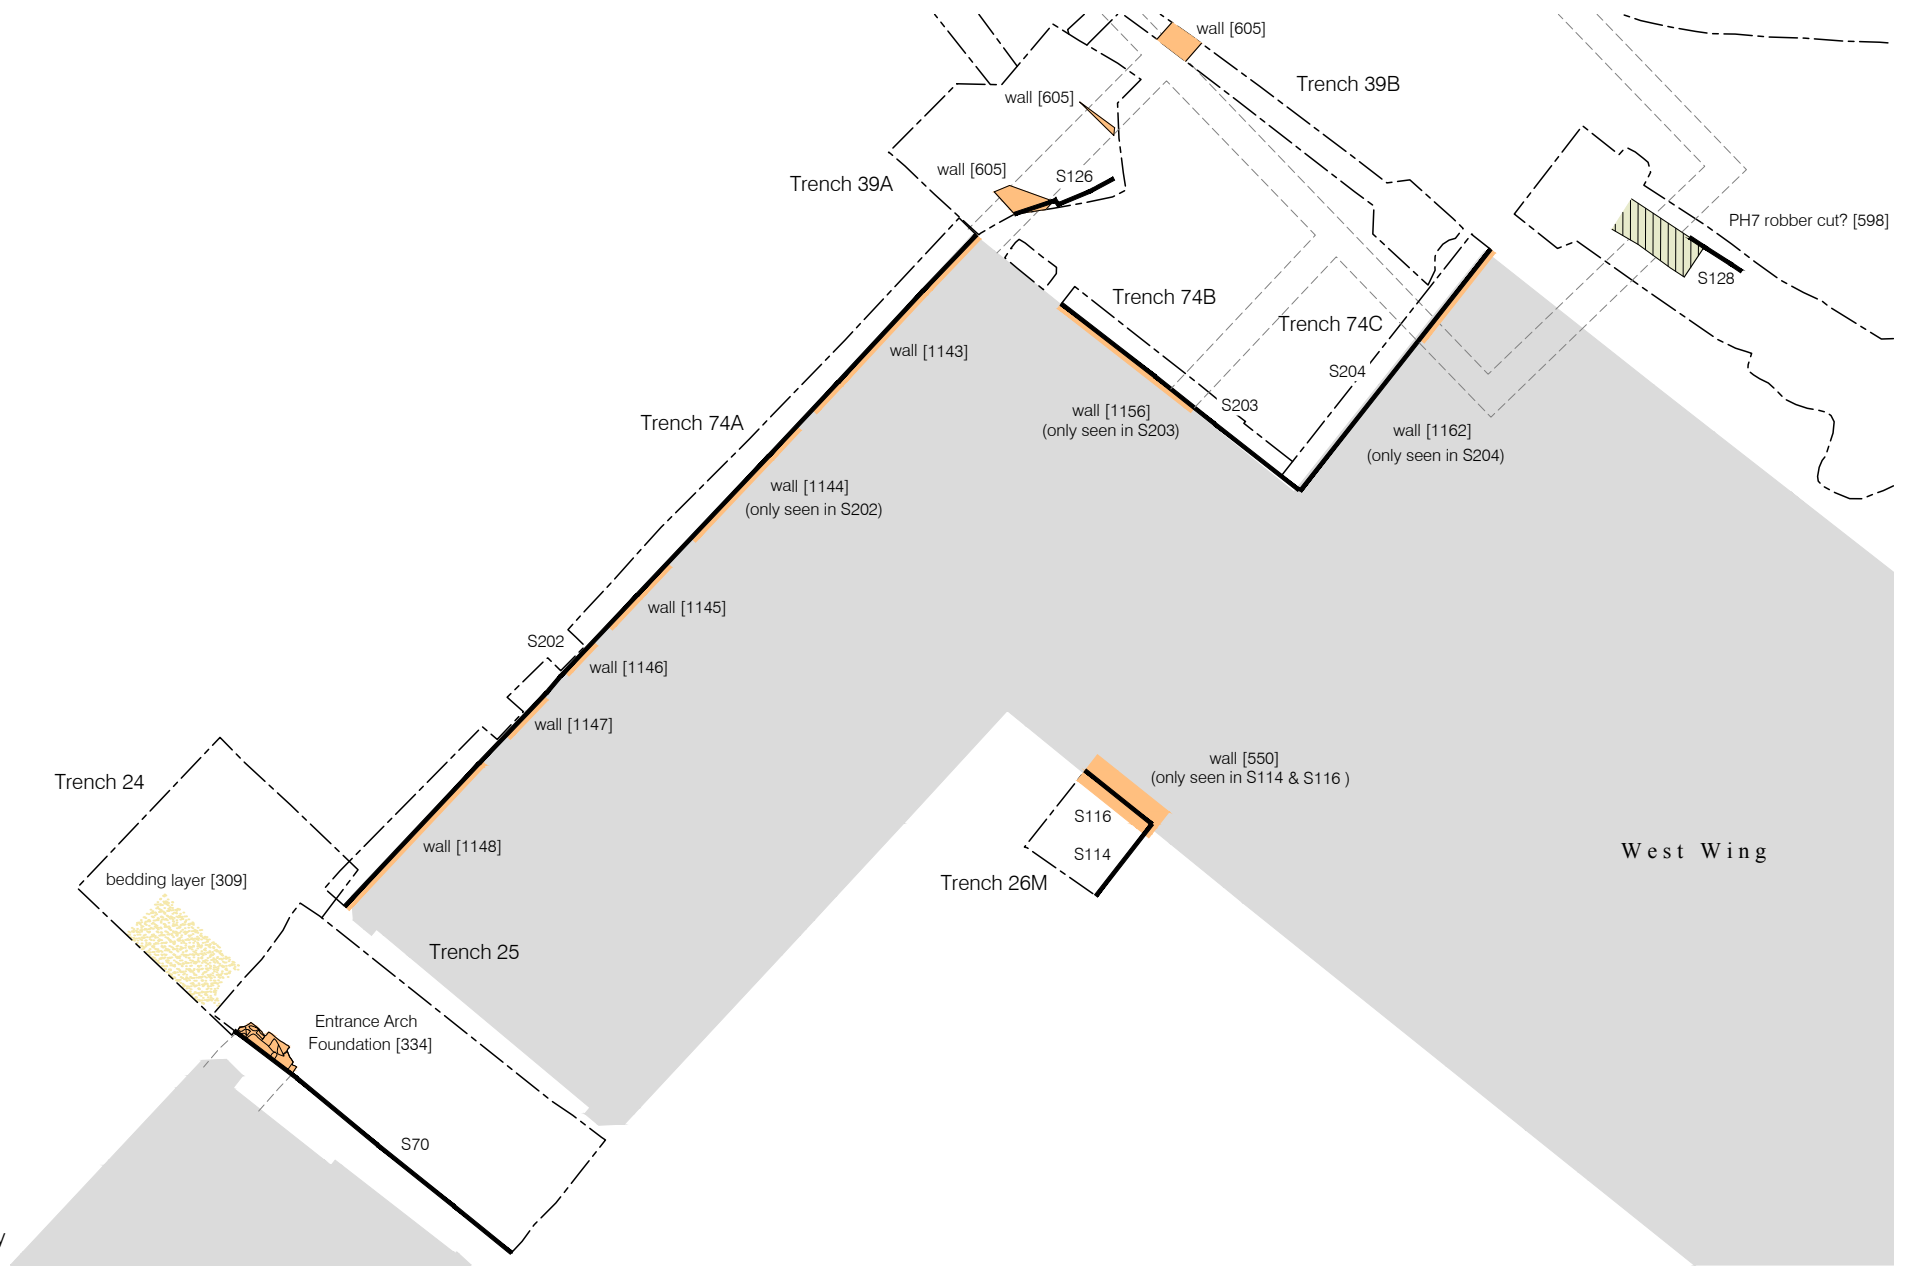 wall [605]
Trench 39B
wall [605]
wall [605]
S126
Trench 39A
PH7 robber cut? [598]
S128
Trench 74B
Trench 74C
wall [1143]
S204
Trench 74A
wall [1156]
(only seen in S203)
S203
wall [1162]
(only seen in S204)
wall [1144]
(only seen in S202)
wall [1145]
S202
wall [1146]
wall [1147]
Trench 24
wall [550]
(only seen in S114 & S116 )
S116
wall [1148]
S114
West Wing
bedding layer [309]
Trench 26M
Trench 25
Entrance Arch
Foundation [334]
S70